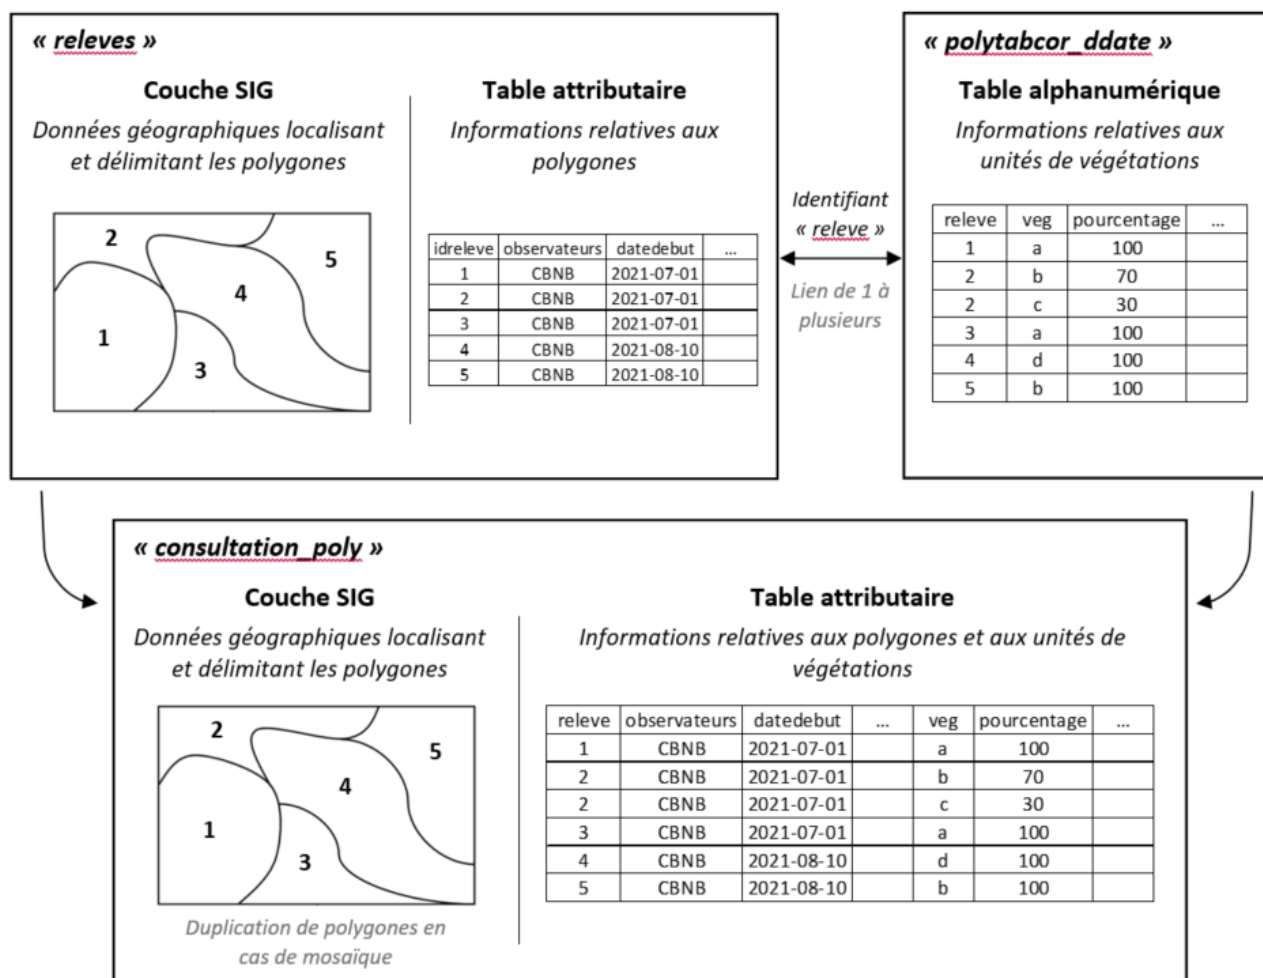 « releves »
Couche SIG
Données géographiques localisant
et délimitant les polygones
2
5
4
1
3
Table attributaire
Informations relatives aux
polygones
idreleve observateurs datedebut ...
1 CBNB 2021-07-01
2 CBNB 2021-07-01
3 CBNB 2021-07-01
4 CBNB 2021-08-10
5 CBNB 2021-08-10
Identifiant
« releve »
Lien de 1 à
plusieurs
« polytabcor_ddate »
Table alphanumérique
Informations relatives aux
unités de végétations
releve veg pourcentage ...
1 a 100
2 b 70
2 c 30
3 a 100
4 d 100
5 b 100
« consultation_poly »
Couche SIG
Données géographiques localisant
et délimitant les polygones
2
5
4
1
3
Duplication de polygones en
cas de mosaïque
Table attributaire
Informations relatives aux polygones et aux unités de
végétations
releve observateurs datedebut ... veg pourcentage ...
1 CBNB 2021-07-01 a 100
2 CBNB 2021-07-01 b 70
2 CBNB 2021-07-01 c 30
3 CBNB 2021-07-01 a 100
4 CBNB 2021-08-10 d 100
5 CBNB 2021-08-10 b 100